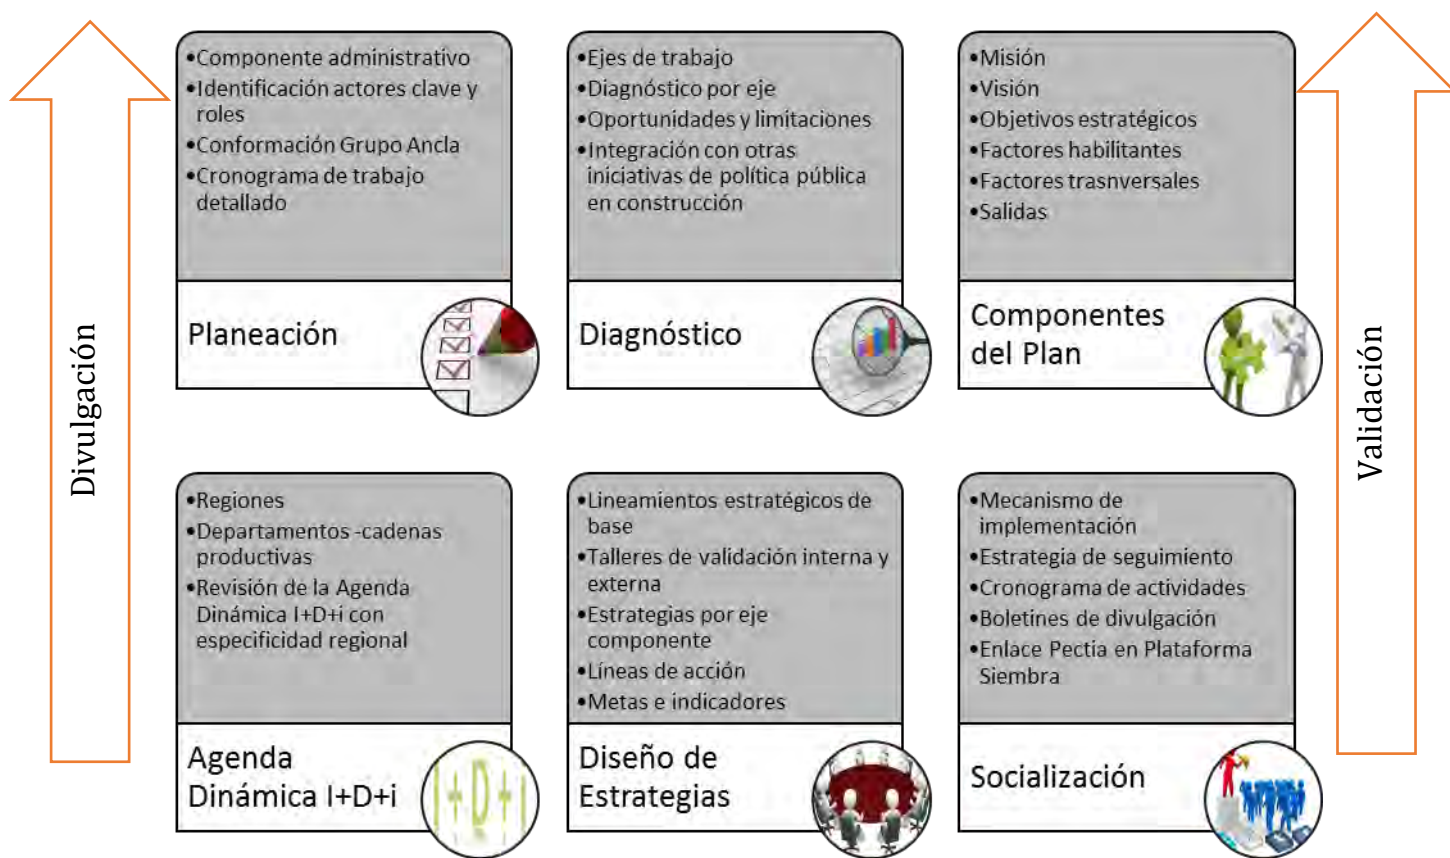 Divulgación
•Componente administrativo
•Identificación actores clave y
roles
•Conformación Grupo Ancla
•Cronograma de trabajo
detallado
Planeación
•Ejes de trabajo
•Diagnóstico por eje
•Oportunidades y limitaciones
•Integración con otras
iniciativas de política pública
en construcción
Diagnóstico
•Misión
•Visión
•Objetivos estratégicos
•Factores habilitantes
•Factores trasnversales
•Salidas
Componentes
del Plan
Validación
•Regiones
•Departamentos -cadenas
productivas
•Revisión de la Agenda
Dinámica I+D+i con
especificidad regional
Agenda
Dinámica I+D+i
I+D+i
•Lineamientos estratégicos de
base
•Talleres de validación interna y
externa
•Estrategias por eje
componente
•Líneas de acción
•Metas e indicadores
Diseño de
Estrategias
•Mecanismo de
implementación
•Estrategia de seguimiento
•Cronograma de actividades
•Boletines de divulgación
•Enlace Pectia en Plataforma
Siembra
Socialización